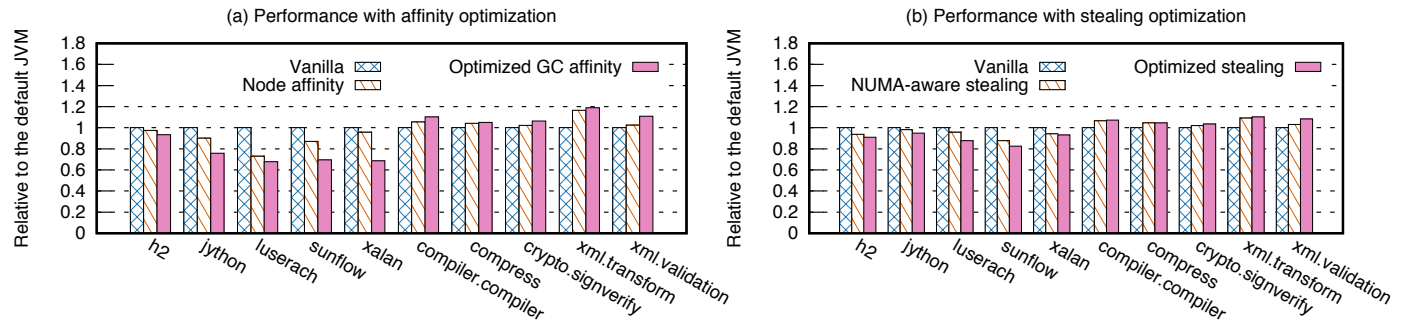 (a) Performance with affinity optimization
Relative to the default JVM
1.8
1.6
1.4
1.2
1
0.8
0.6
0.4
0.2
0
Vanilla
Node affinity
Optimized GC affinity
h2
jython
luserach
sunflow
xalan
compiler.compiler
compress
crypto.signverify
xml.transform
xml.validation
(b) Performance with stealing optimization
Relative to the default JVM
1.8
1.6
1.4
1.2
1
0.8
0.6
0.4
0.2
0
Vanilla
NUMA-aware stealing
Optimized stealing
h2
jython
luserach
sunflow
xalan
compiler.compiler
compress
crypto.signverify
xml.transform
xml.validation